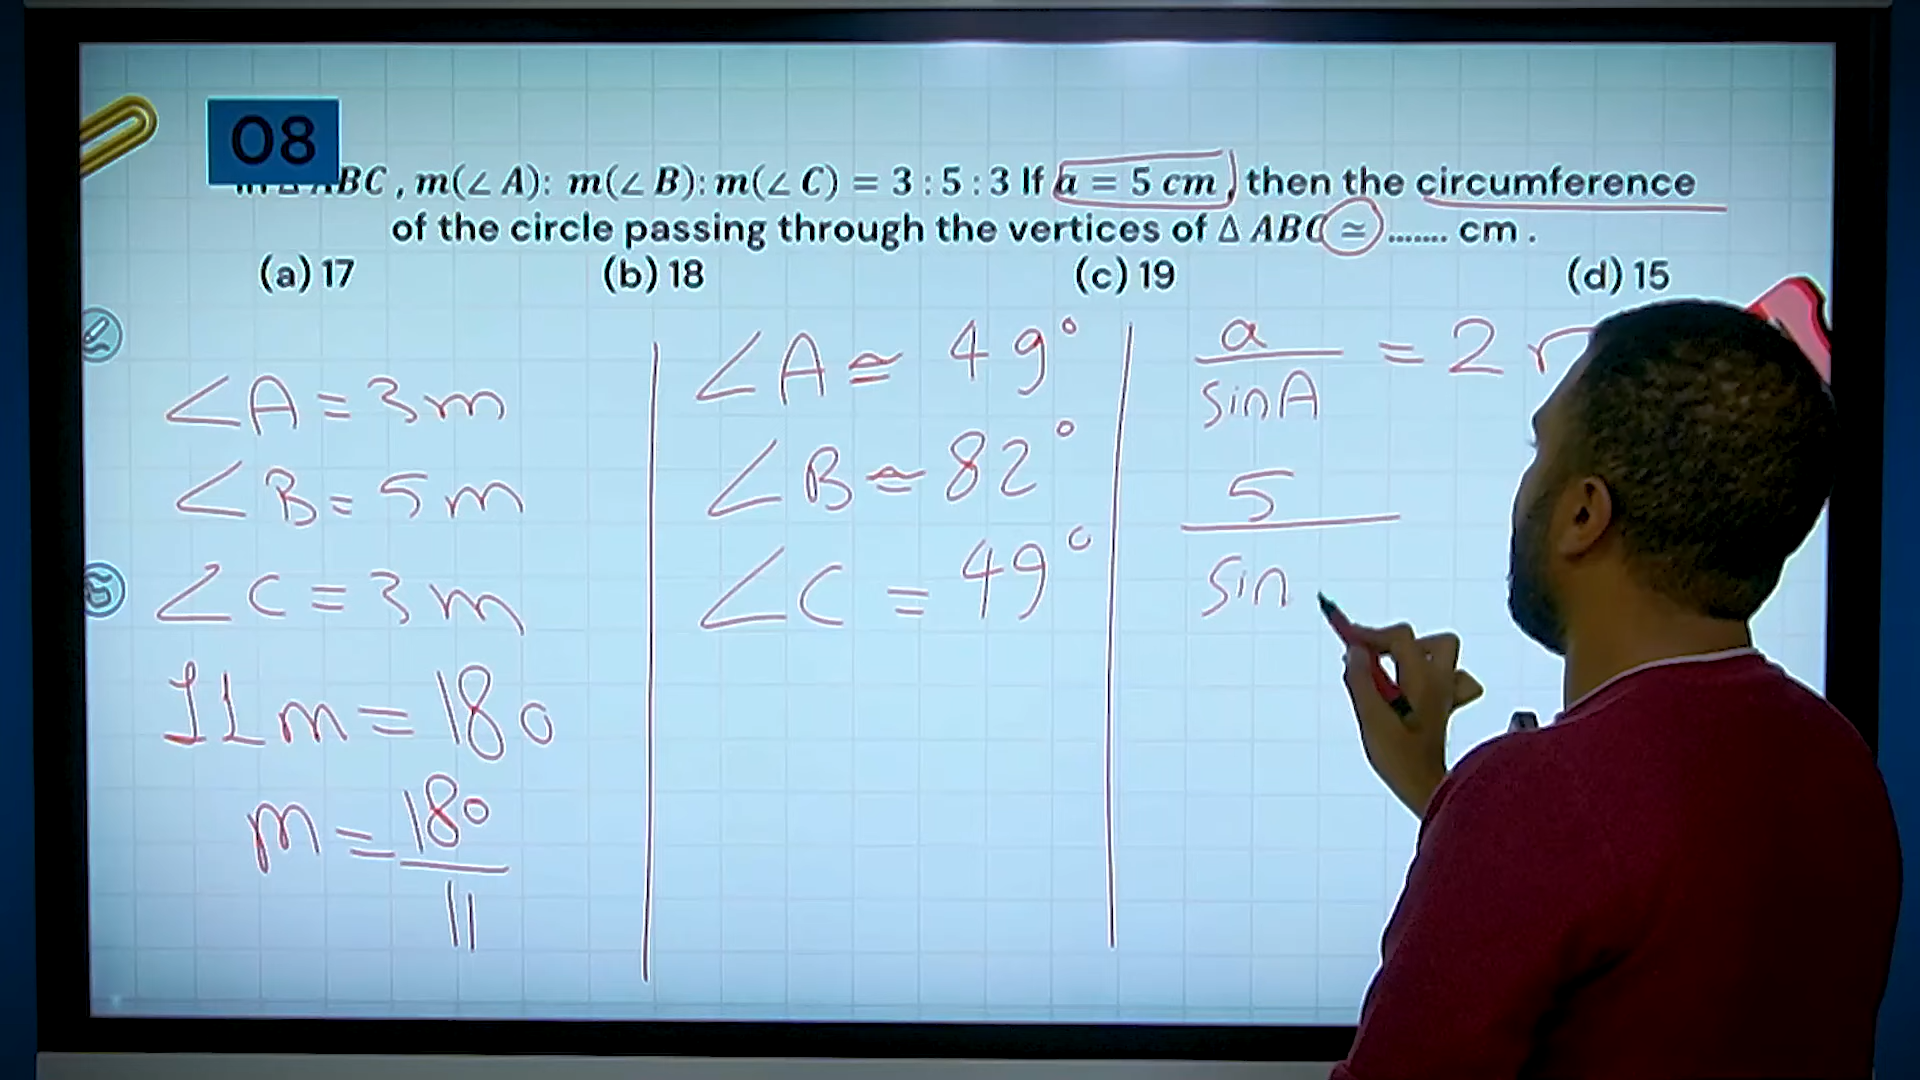 08
BC , m(∠ A): m(∠ B): m(∠ C) = 3 : 5 : 3 If a = 5 cm , then the circumference
of the circle passing through the vertices of Δ ABC ≃ ....... cm .
(a) 17 (b) 18 (c) 19 (d) 15
∠A = 3m
∠B = 5m
∠C = 3m
11m = 180
m = 180
11
∠A ≃ 49°
∠B ≃ 82°
∠C = 49°
a = 2r
sin A
5
sin